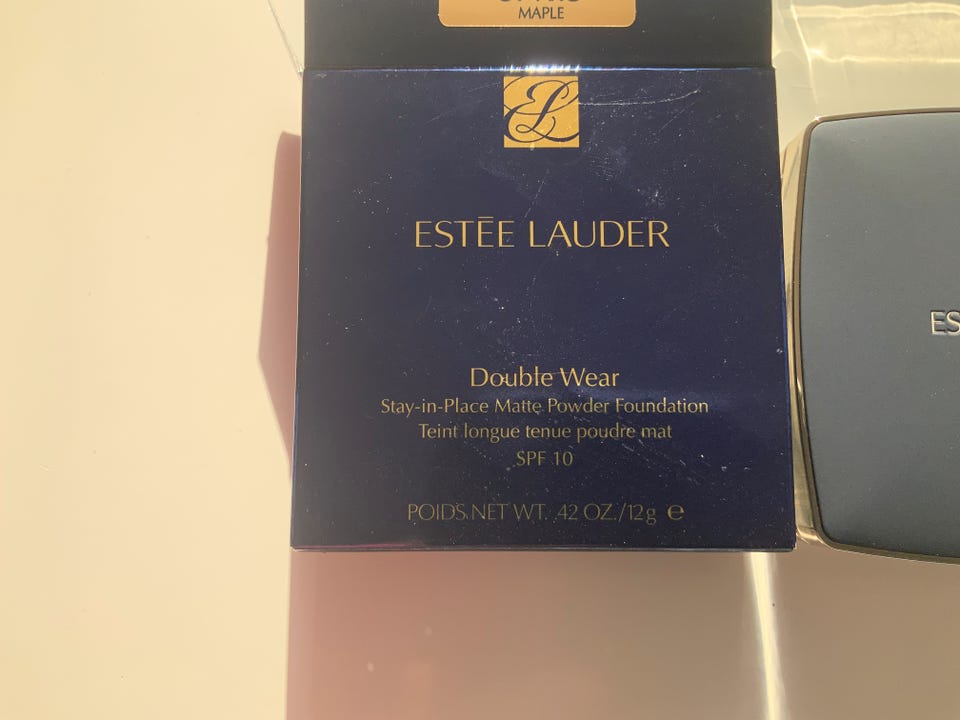 MAPLE
ESTĒE LAUDER
Double Wear
Stay-in-Place Matte Powder Foundation
Teint longue tenue poudre mat
SPF 10
POIDS NET WT. .42 OZ./12g ℮
ES